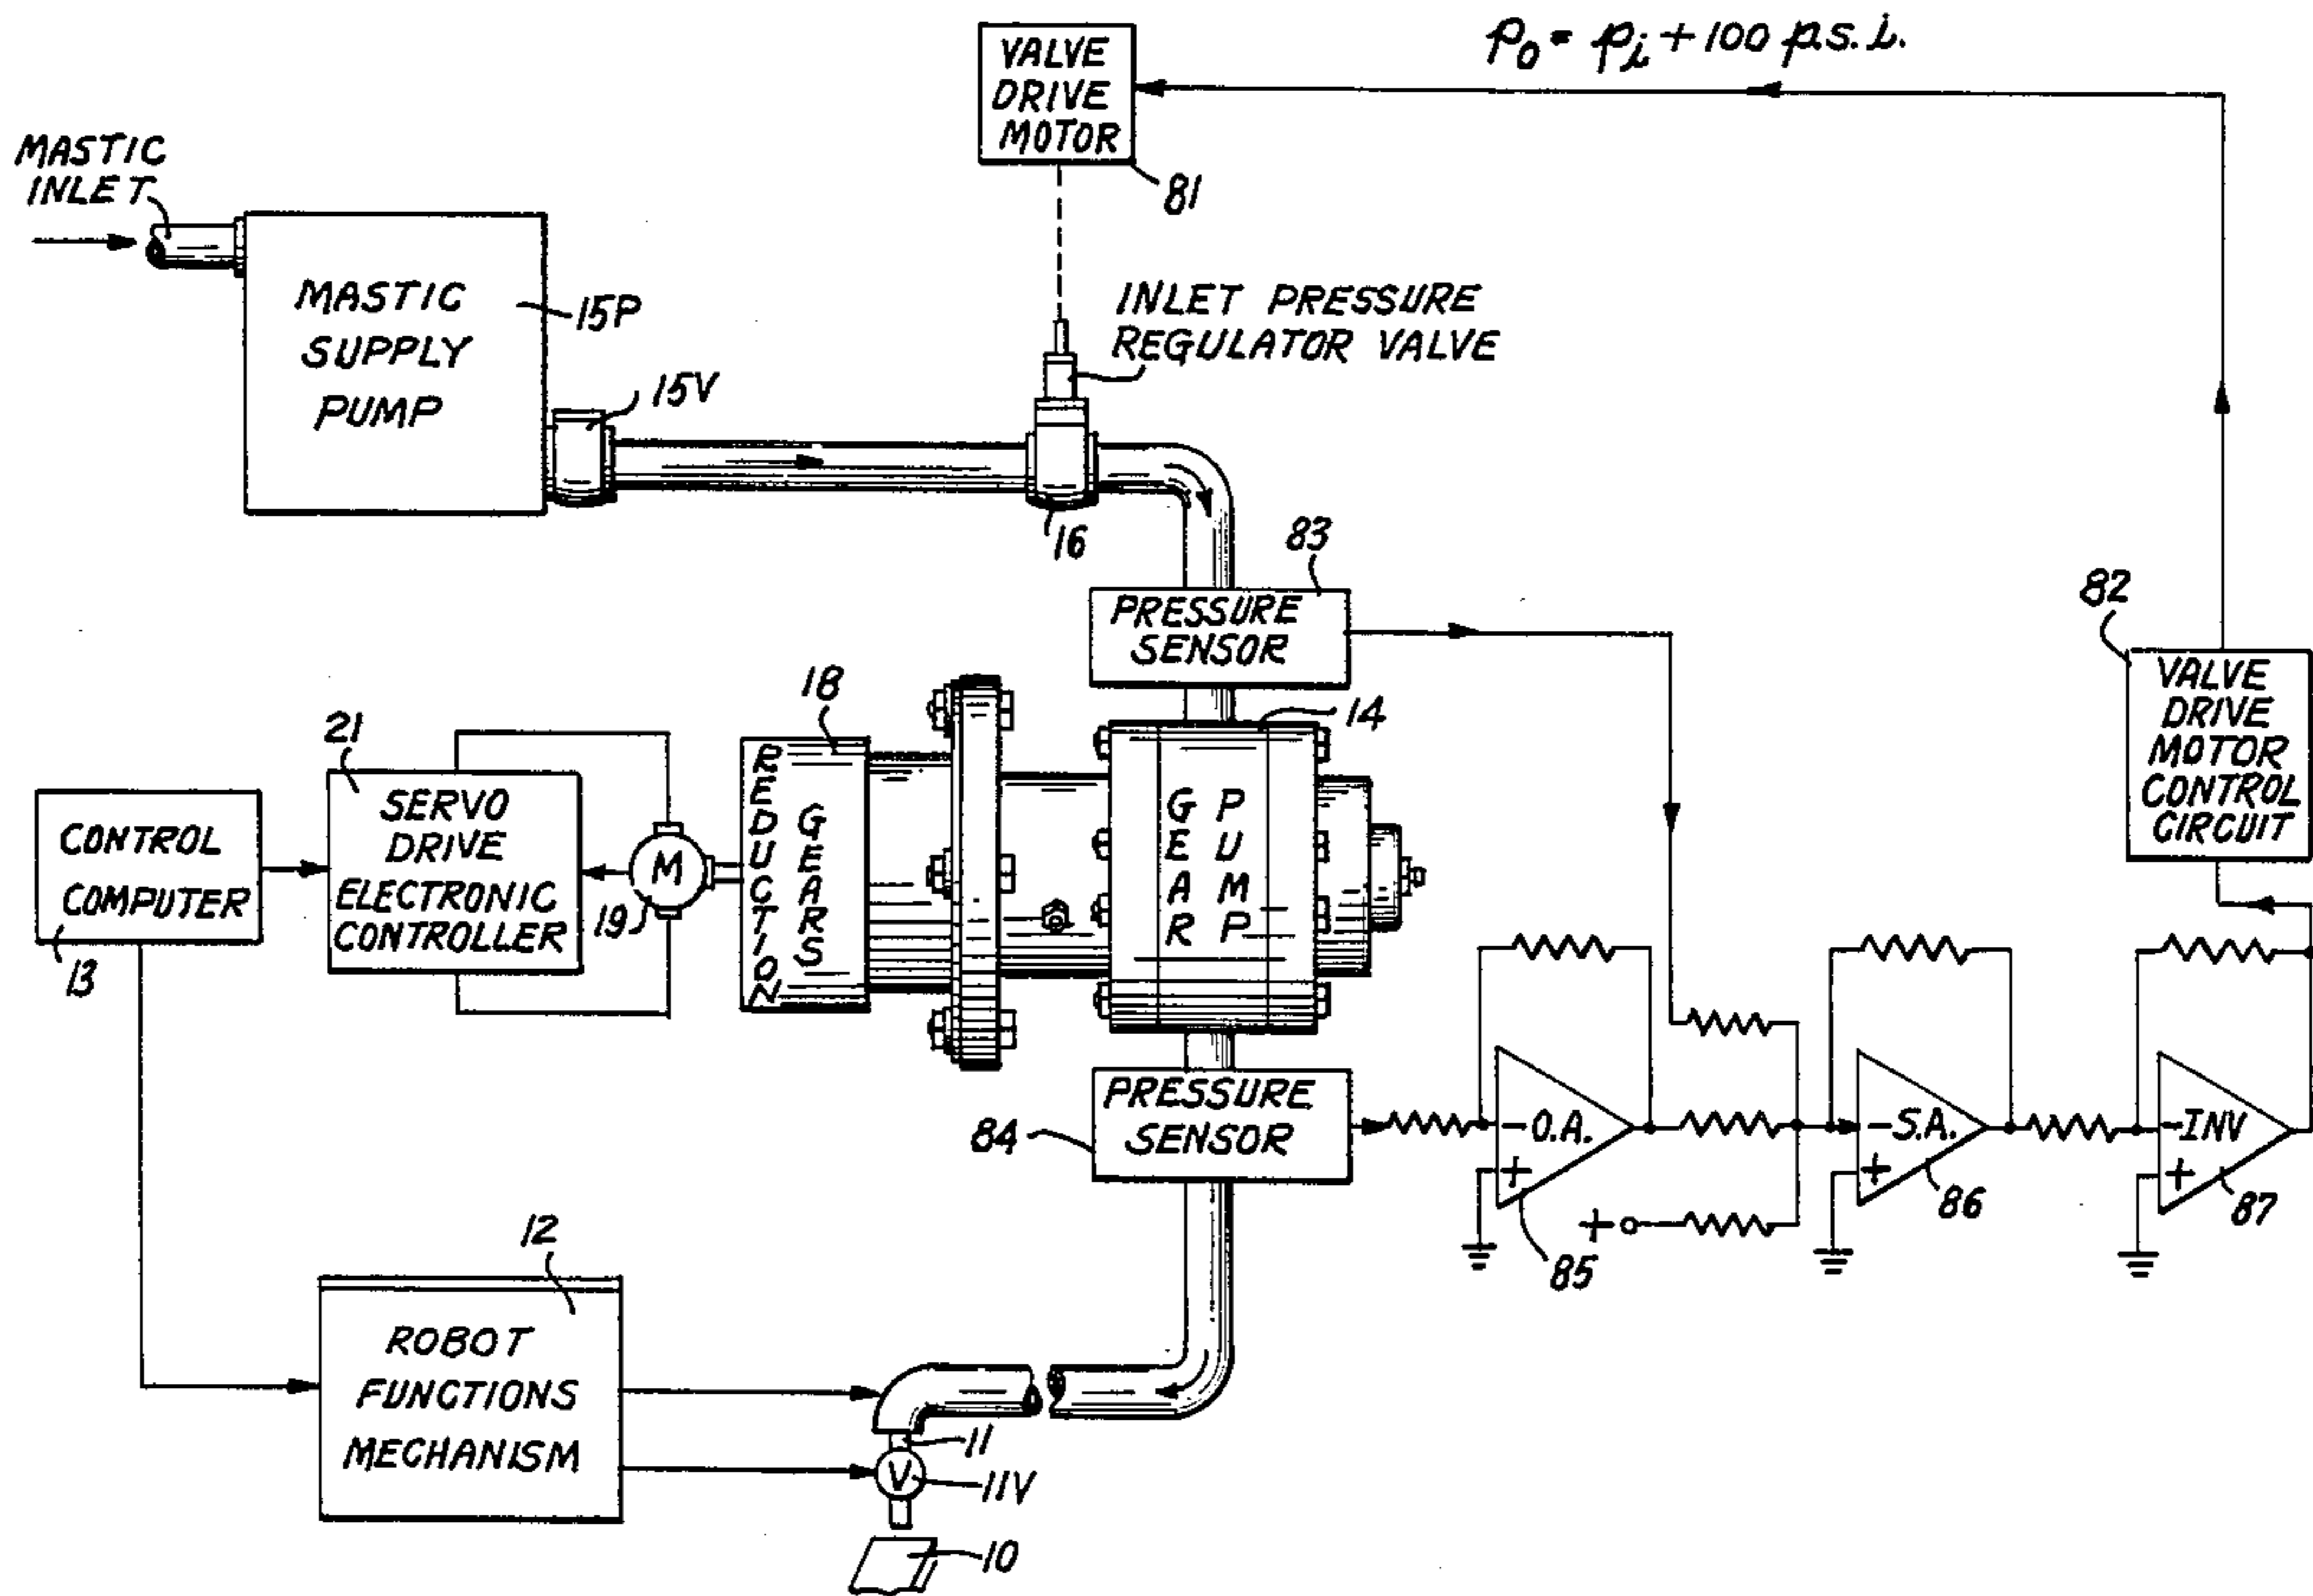 P₀ = Pᵢ + 100 p.s.i.
VALVE
DRIVE
MOTOR
81
MASTIC
INLET
MASTIC
SUPPLY
PUMP
15P
15V
INLET PRESSURE
REGULATOR VALVE
16
83
PRESSURE
SENSOR
82
VALVE
DRIVE
MOTOR
CONTROL
CIRCUIT
18
REDUCTION
GEARS
14
GEAR
PUMP
21
SERVO
DRIVE
ELECTRONIC
CONTROLLER
M
19
CONTROL
COMPUTER
13
PRESSURE
SENSOR
84
-O.A.
+
85
+
-S.A.
+
86
-INV
+
87
12
ROBOT
FUNCTIONS
MECHANISM
11
V
11V
10